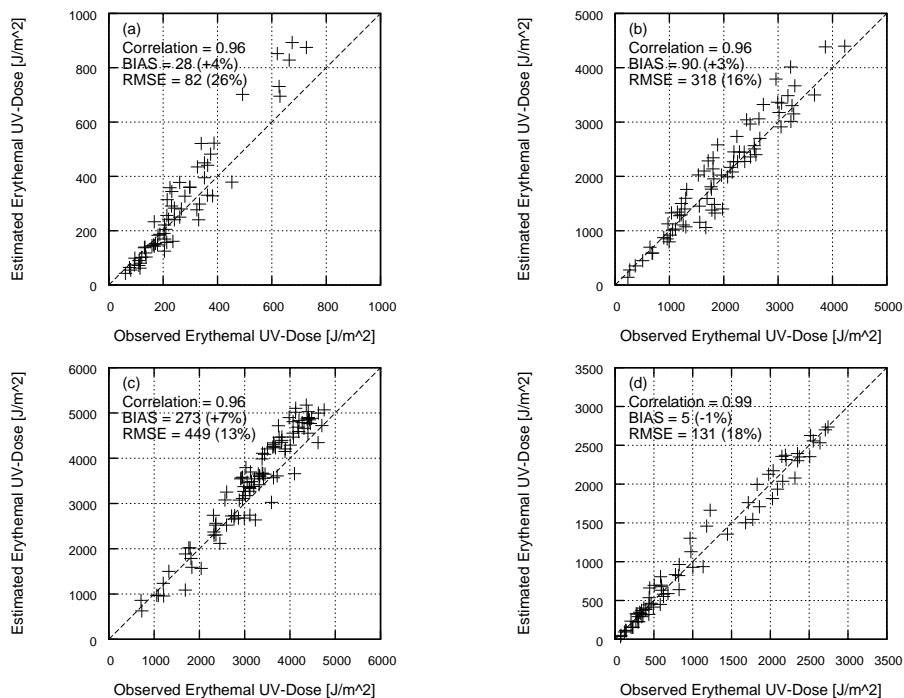 (a)
Correlation = 0.96
BIAS = 28 (+4%)
RMSE = 82 (26%)
1000
800
600
400
200
0
0 200 400 600 800 1000
Estimated Erythemal UV-Dose [J/m^2]
Observed Erythemal UV-Dose [J/m^2]
(b)
Correlation = 0.96
BIAS = 90 (+3%)
RMSE = 318 (16%)
5000
4000
3000
2000
1000
0
0 1000 2000 3000 4000 5000
Estimated Erythemal UV-Dose [J/m^2]
Observed Erythemal UV-Dose [J/m^2]
(c)
Correlation = 0.96
BIAS = 273 (+7%)
RMSE = 449 (13%)
6000
5000
4000
3000
2000
1000
0
0 1000 2000 3000 4000 5000 6000
Estimated Erythemal UV-Dose [J/m^2]
Observed Erythemal UV-Dose [J/m^2]
(d)
Correlation = 0.99
BIAS = 5 (-1%)
RMSE = 131 (18%)
3500
3000
2500
2000
1500
1000
500
0
0 500 1000 1500 2000 2500 3000 3500
Estimated Erythemal UV-Dose [J/m^2]
Observed Erythemal UV-Dose [J/m^2]